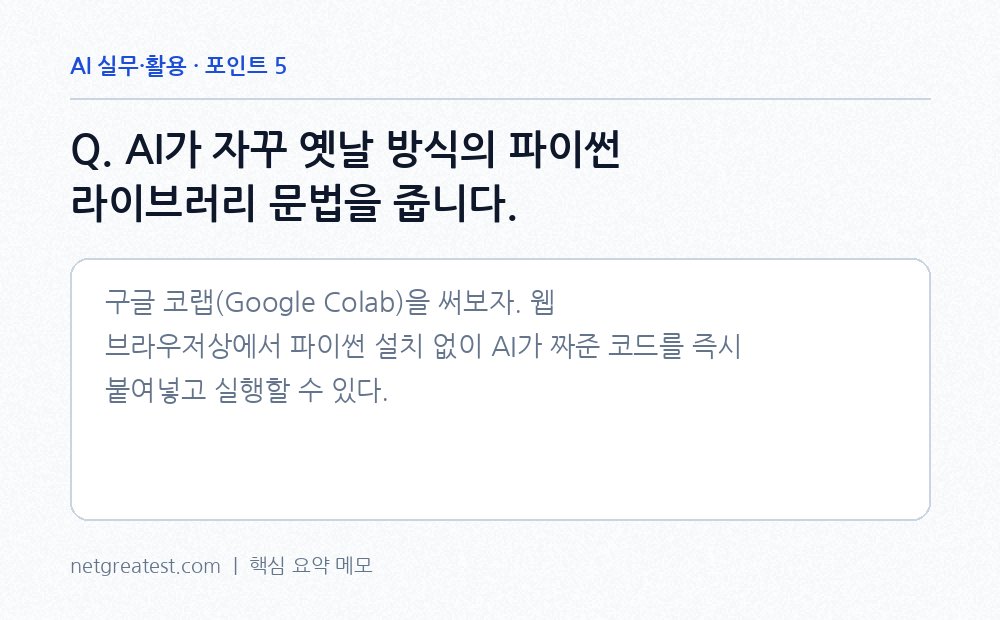 AI 실무·활용 · 포인트 5
Q. AI가 자꾸 옛날 방식의 파이썬
라이브러리 문법을 줍니다.
구글 코랩(Google Colab)을 써보자. 웹
브라우저상에서 파이썬 설치 없이 AI가 짜준 코드를 즉시
붙여넣고 실행할 수 있다.
netgreatest.com | 핵심 요약 메모